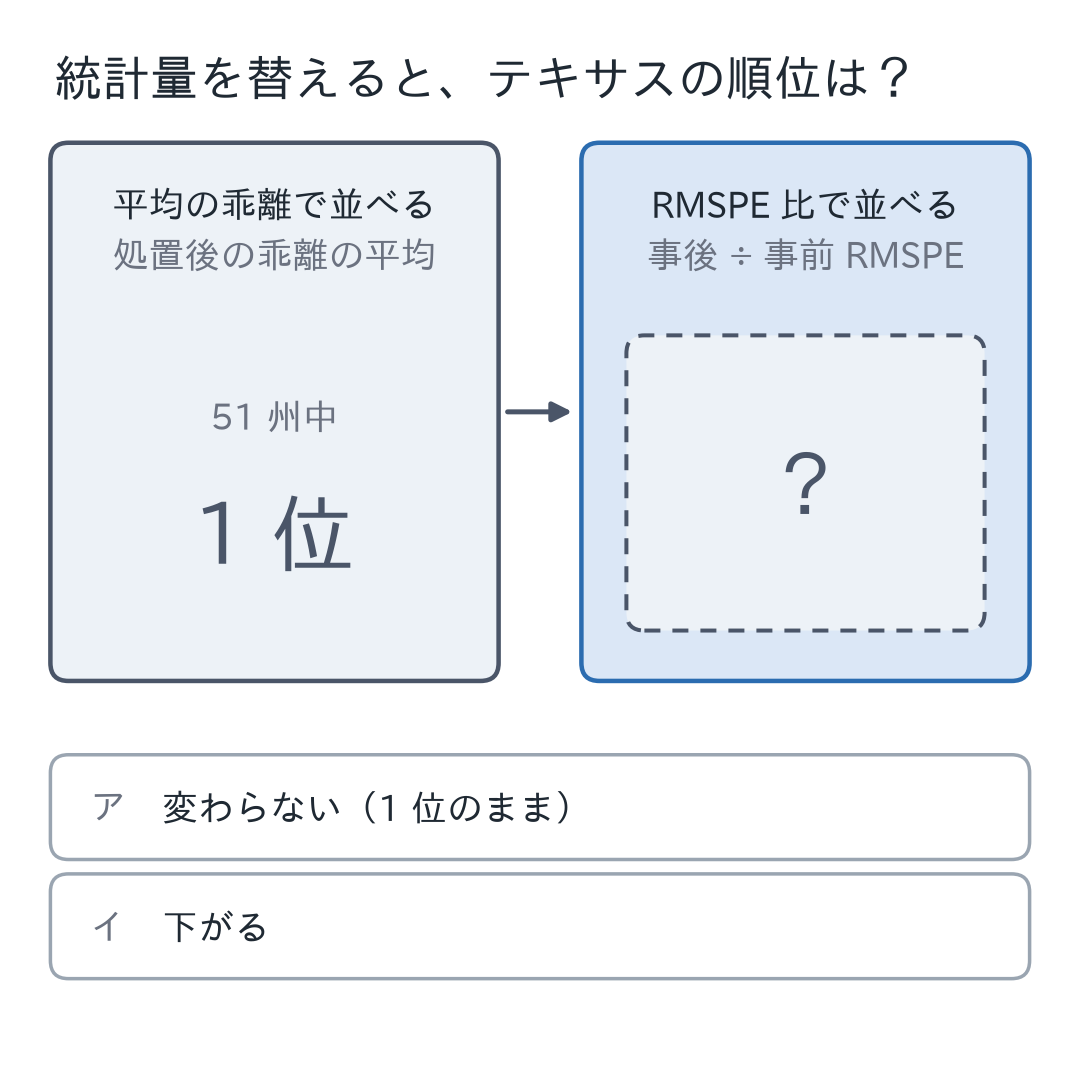 統計量を替えると、テキサスの順位は？
平均の乖離で並べる
処置後の乖離の平均
51 州中
1 位
RMSPE 比で並べる
事後 ÷ 事前 RMSPE
?
ア 変わらない（1 位のまま）
イ 下がる